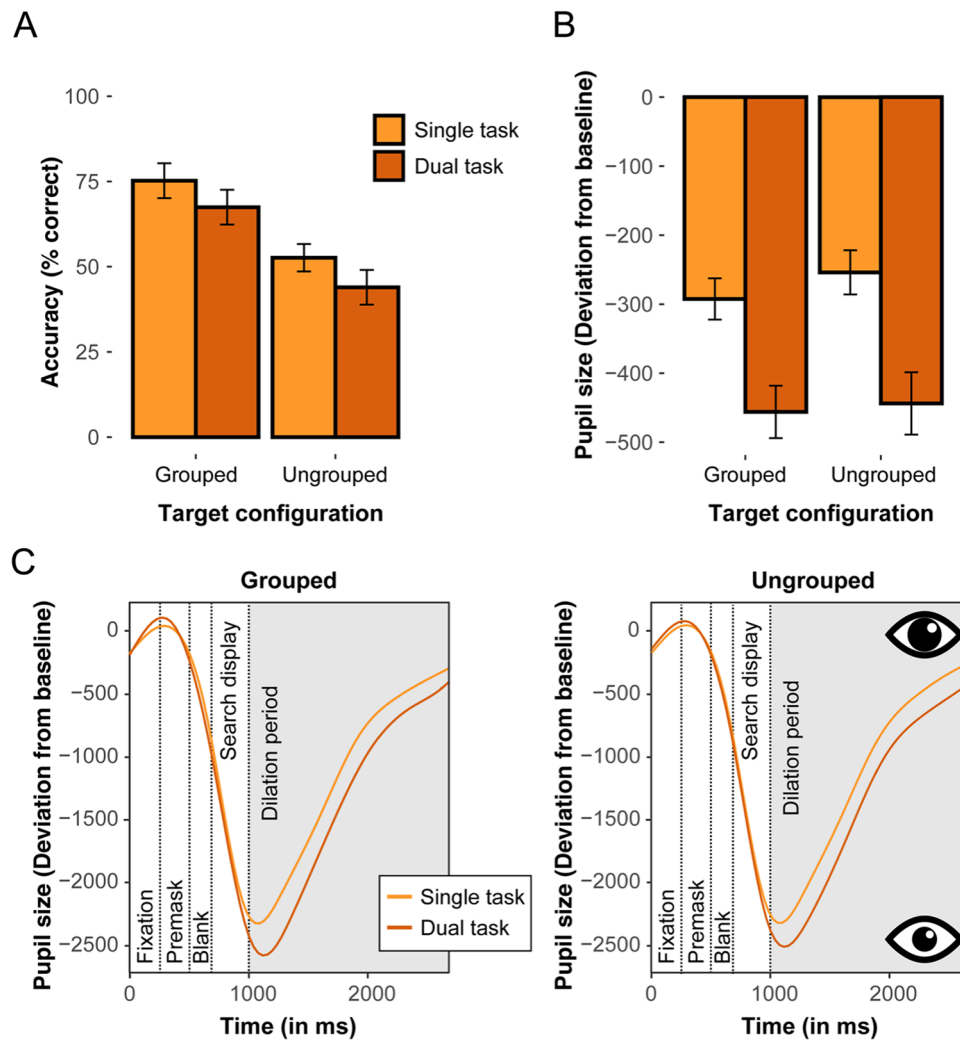 A
Accuracy (% correct)
100
75
50
25
0
Single task
Dual task
Grouped
Ungrouped
Target configuration
B
Pupil size (Deviation from baseline)
0
−100
−200
−300
−400
−500
Grouped
Ungrouped
Target configuration
C
Grouped
Pupil size (Deviation from baseline)
0
−500
−1000
−1500
−2000
−2500
Fixation
Premask
Blank
Search display
Dilation period
Single task
Dual task
0
1000
2000
Time (in ms)
Ungrouped
Pupil size (Deviation from baseline)
0
−500
−1000
−1500
−2000
−2500
Fixation
Premask
Blank
Search display
Dilation period
0
1000
2000
Time (in ms)